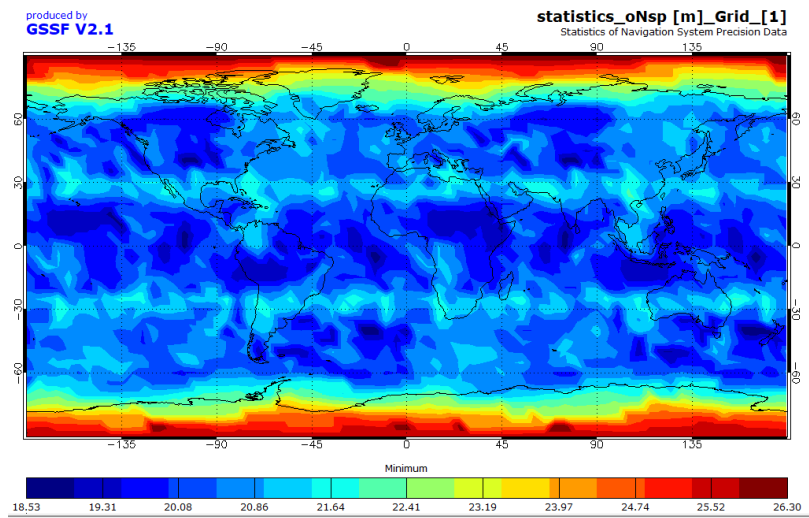 produced by
GSSF V2.1
statistics_oNsp [m]_Grid_[1]
Statistics of Navigation System Precision Data
-135 -90 -45 0 45 90 135
60 60
30 30
0 0
-30 -30
-60 -60
-135 -90 -45 0 45 90 135
Minimum
18.53 19.31 20.08 20.86 21.64 22.41 23.19 23.97 24.74 25.52 26.30